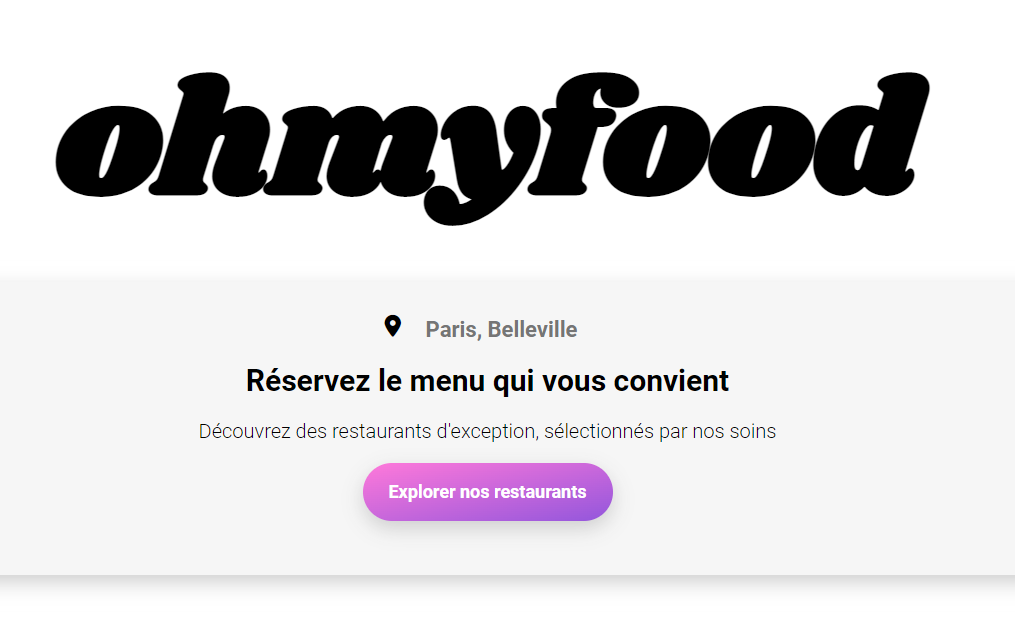 ohmyfood
Paris, Belleville
Réservez le menu qui vous convient
Découvrez des restaurants d'exception, sélectionnés par nos soins
Explorer nos restaurants